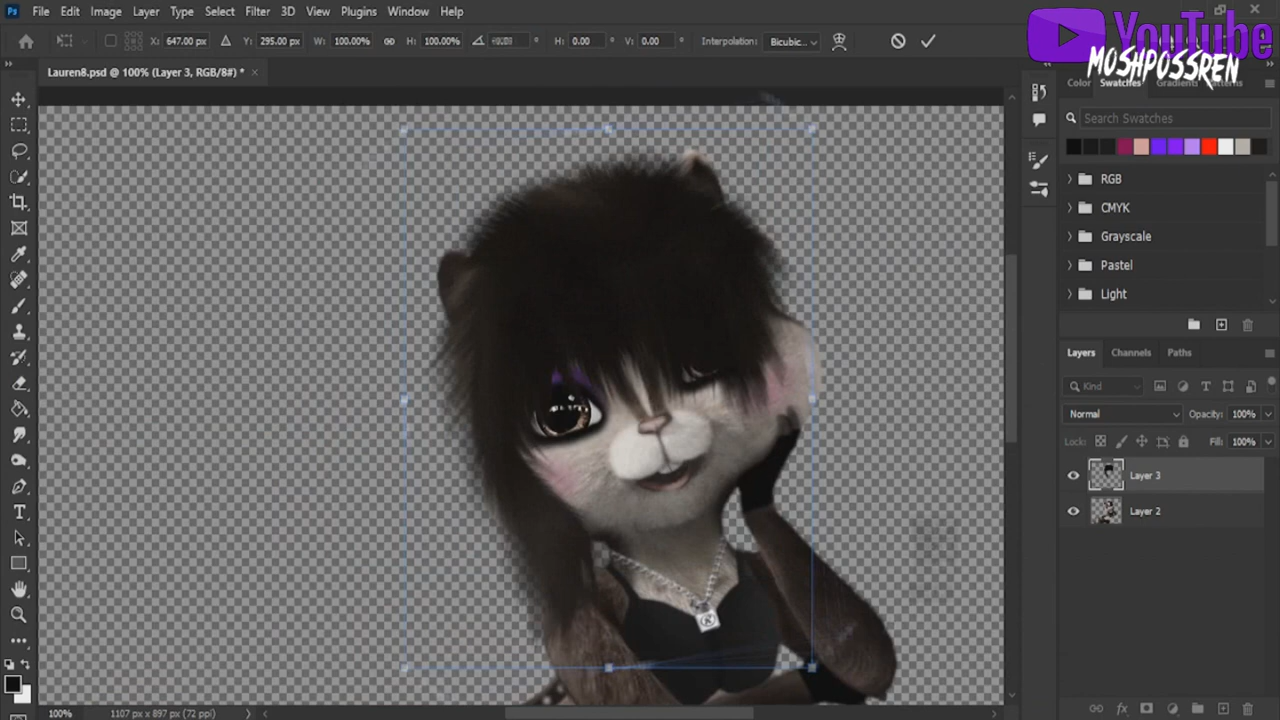 Ps File Edit Image Layer Type Select Filter 3D View Plugins Window Help
X: 647.00 px Y: 295.00 px W: 100.00% H: 100.00% ° H: 0.00 ° V: 0.00 ° Interpolation: Bicubic...
YouTube
MOSHPOSSREN
Lauren8.psd @ 100% (Layer 3, RGB/8#) * ×
Color Swatches Gradients Patterns
Search Swatches
RGB
CMYK
Grayscale
Pastel
Light
Layers Channels Paths
Kind
Normal Opacity: 100%
Lock: Fill: 100%
Layer 3
Layer 2
100% 1107 px x 897 px (72 ppi)